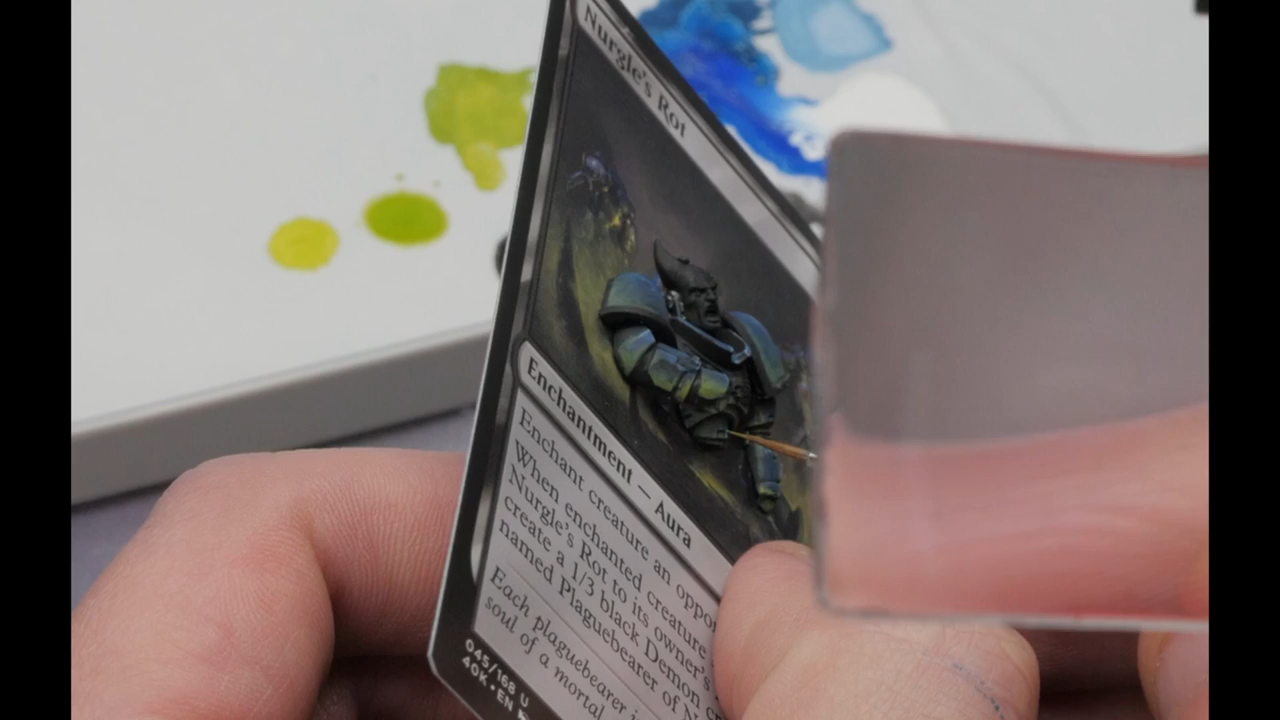 Nurgle's Rot
Enchantment — Aura
Enchant creature an oppo
When enchanted creature
Nurgle's Rot to its owner's
create a 1/3 black Demon cr
named Plaguebearer of N
Each plaguebearer i
soul of a mortal
045/168 U
40K • EN